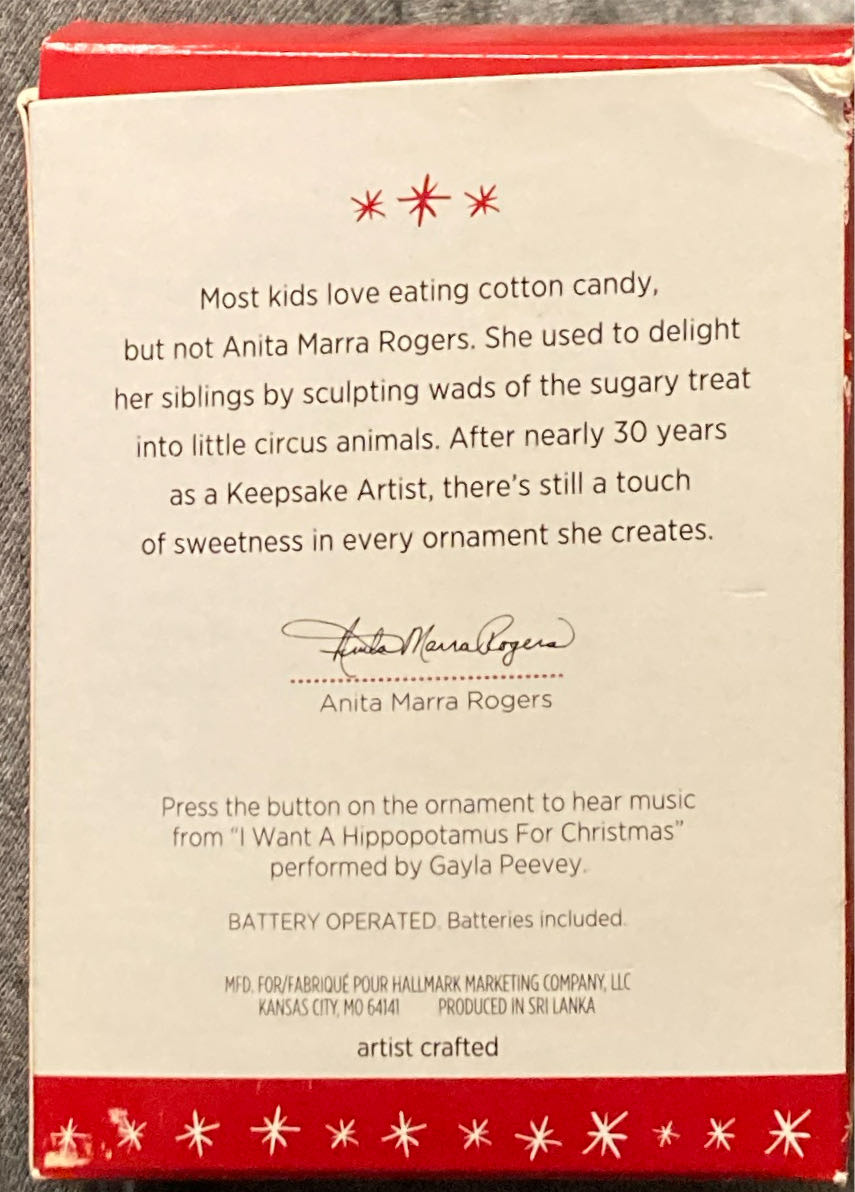 Most kids love eating cotton candy,
but not Anita Marra Rogers. She used to delight
her siblings by sculpting wads of the sugary treat
into little circus animals. After nearly 30 years
as a Keepsake Artist, there's still a touch
of sweetness in every ornament she creates.
Anita Marra Rogers
Anita Marra Rogers
Press the button on the ornament to hear music
from "I Want A Hippopotamus For Christmas"
performed by Gayla Peevey.
BATTERY OPERATED. Batteries included.
MFD. FOR/FABRIQUÉ POUR HALLMARK MARKETING COMPANY, LLC
KANSAS CITY, MO 64141 PRODUCED IN SRI LANKA
artist crafted